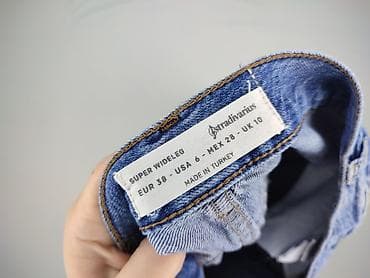 stradivarius
SUPER WIDELEG
EUR 38 - USA 6 - MEX 28 - UK 10
MADE IN TURKEY